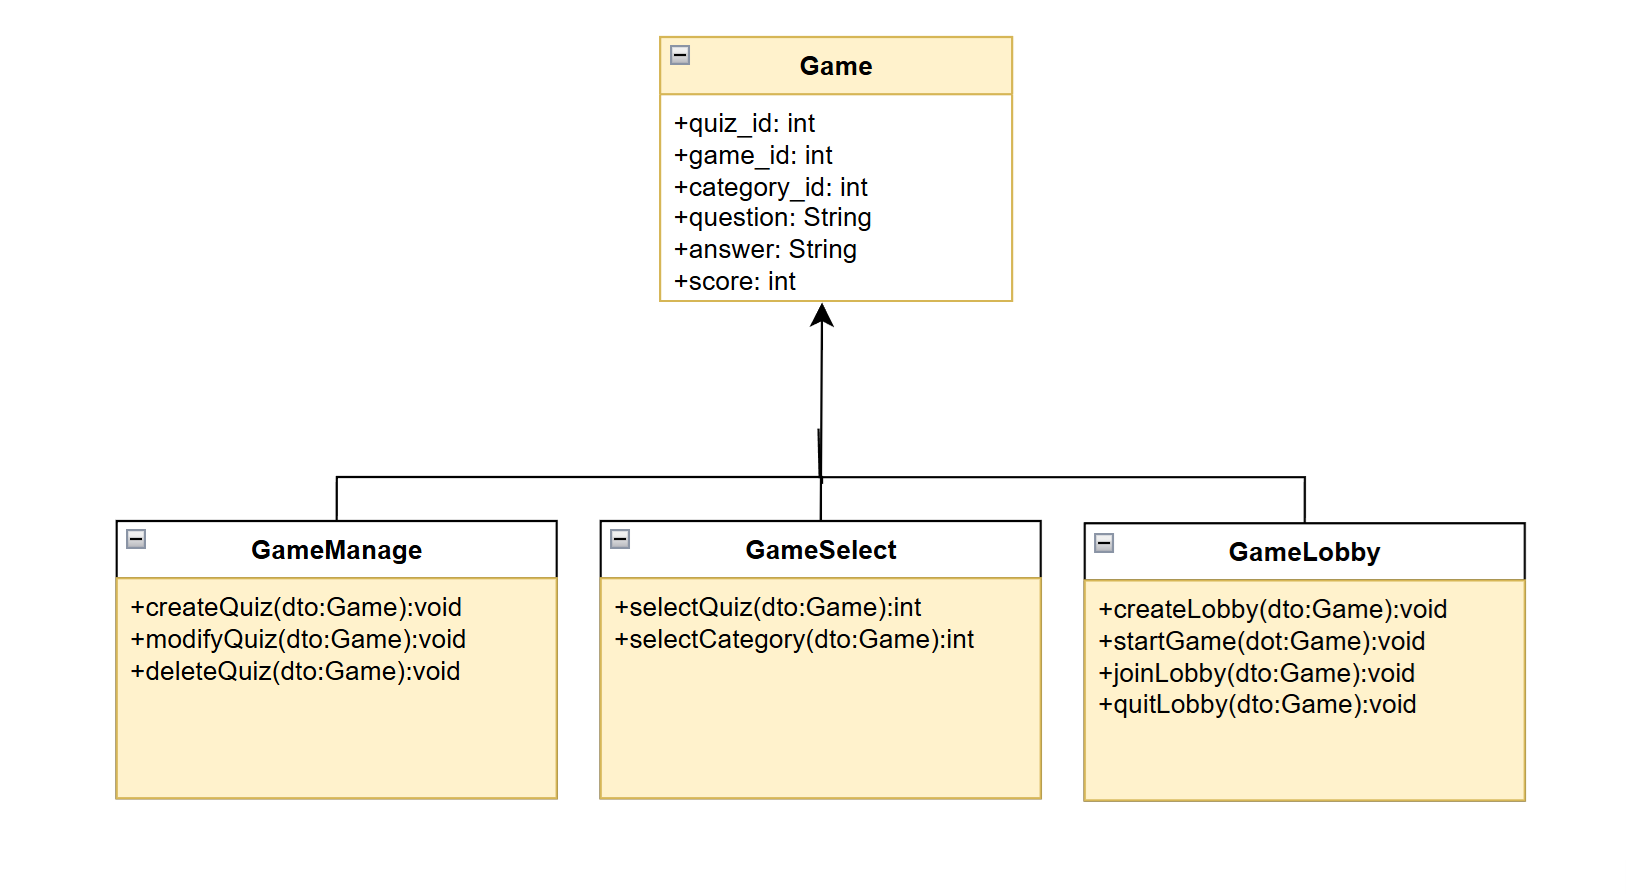 Game
+quiz_id: int
+game_id: int
+category_id: int
+question: String
+answer: String
+score: int
GameManage
+createQuiz(dto:Game):void
+modifyQuiz(dto:Game):void
+deleteQuiz(dto:Game):void
GameSelect
+selectQuiz(dto:Game):int
+selectCategory(dto:Game):int
GameLobby
+createLobby(dto:Game):void
+startGame(dot:Game):void
+joinLobby(dto:Game):void
+quitLobby(dto:Game):void